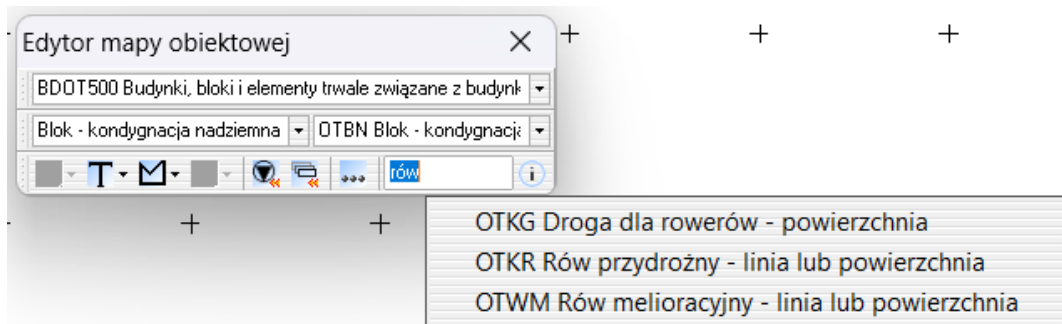 Edytor mapy obiektowej
BDOT500 Budynki, bloki i elementy trwale związane z budynk
Blok - kondygnacja nadziemna OTBN Blok - kondygnacja
T rów i
OTKG Droga dla rowerów - powierzchnia
OTKR Rów przydrożny - linia lub powierzchnia
OTWM Rów melioracyjny - linia lub powierzchnia